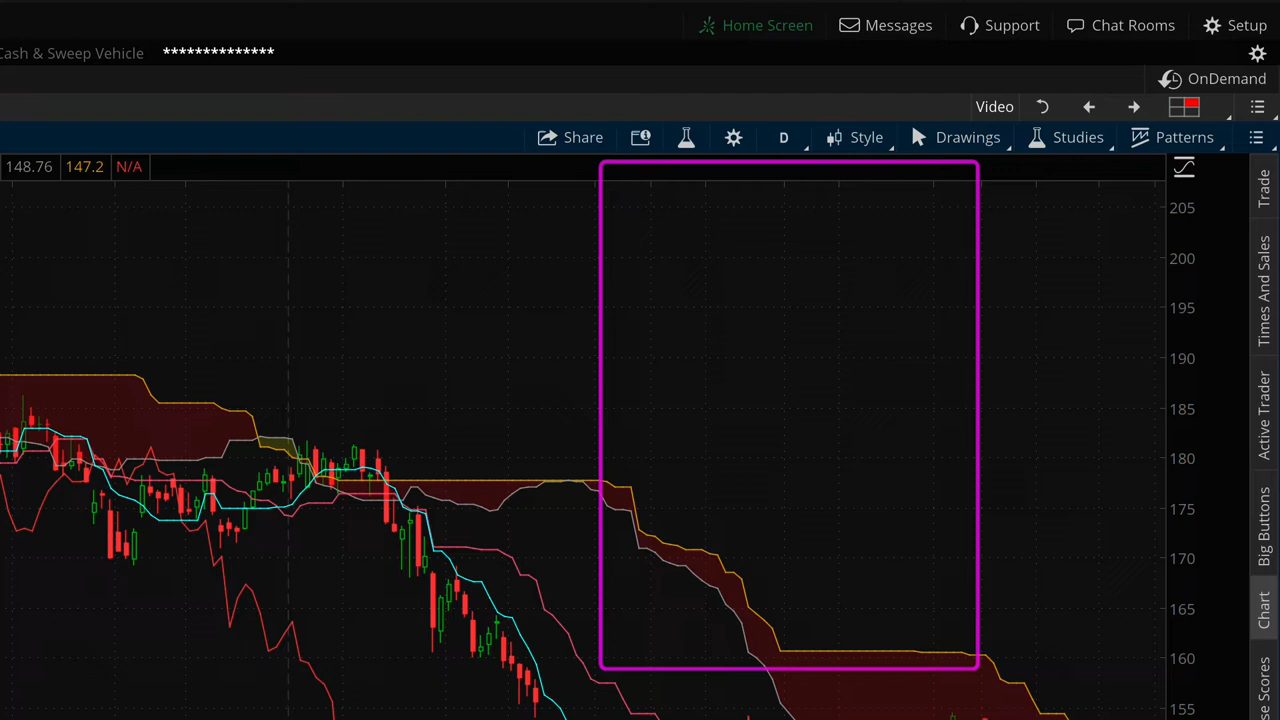 Home Screen Messages Support Chat Rooms Setup
Cash & Sweep Vehicle **************
OnDemand
Video
Share D Style Drawings Studies Patterns
148.76 147.2 N/A
205
200
195
190
185
180
175
170
165
160
155
Trade
Times And Sales
Active Trader
Big Buttons
Chart
se Scores